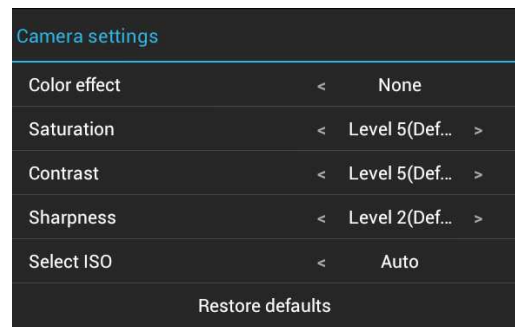 Camera settings
Color effect < None
Saturation < Level 5(Def... >
Contrast < Level 5(Def... >
Sharpness < Level 2(Def... >
Select ISO < Auto
Restore defaults